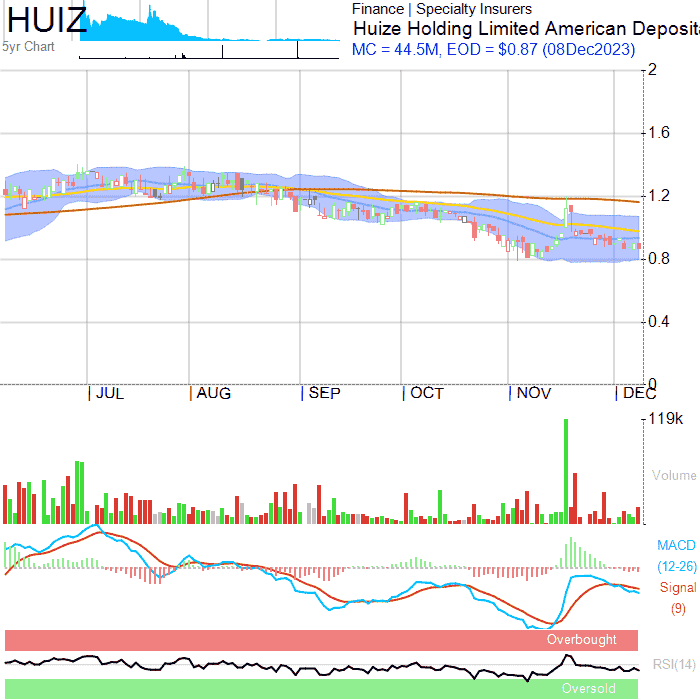 HUIZ
5yr Chart
Finance | Specialty Insurers
Huize Holding Limited American Deposit
MC = 44.5M, EOD = $0.87 (08Dec2023)
2
1.6
1.2
0.8
0.4
0
JUL AUG SEP OCT NOV DEC
119k
Volume
MACD
(12-26)
Signal
(9)
Overbought
RSI(14)
Oversold